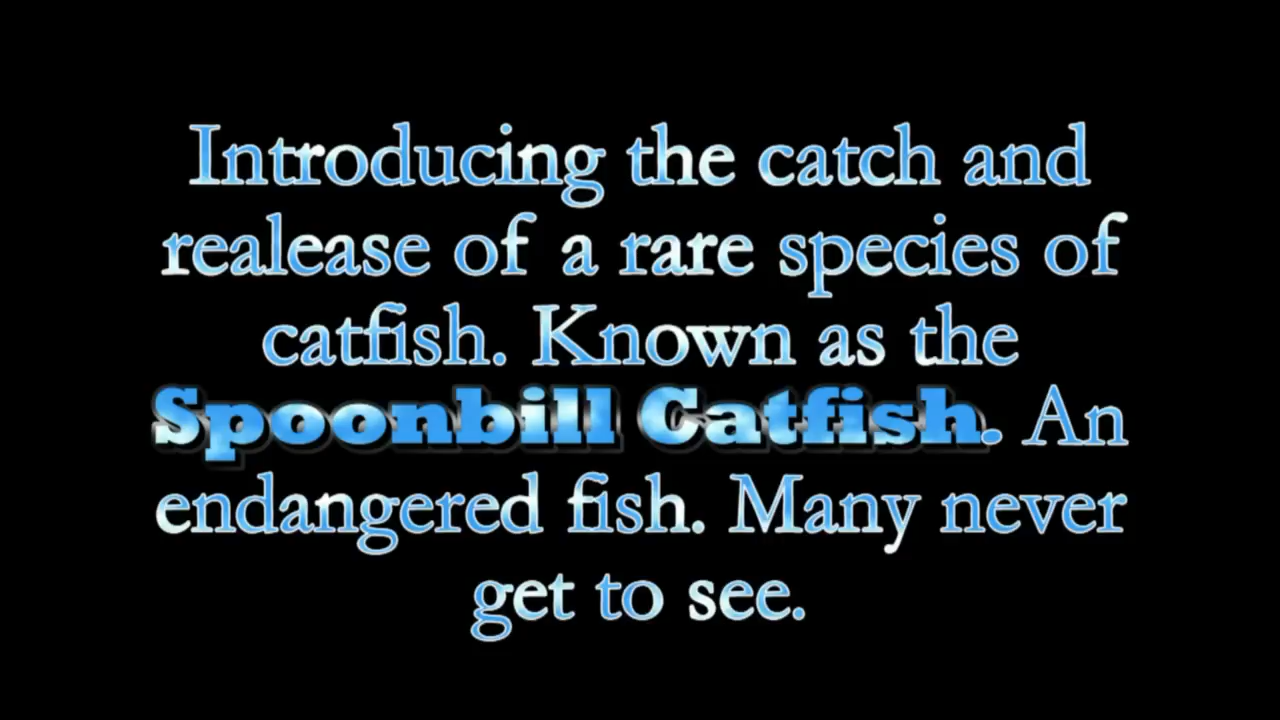 Introducing the catch and
realease of a rare species of
catfish. Known as the
Spoonbill Catfish. An
endangered fish. Many never
get to see.